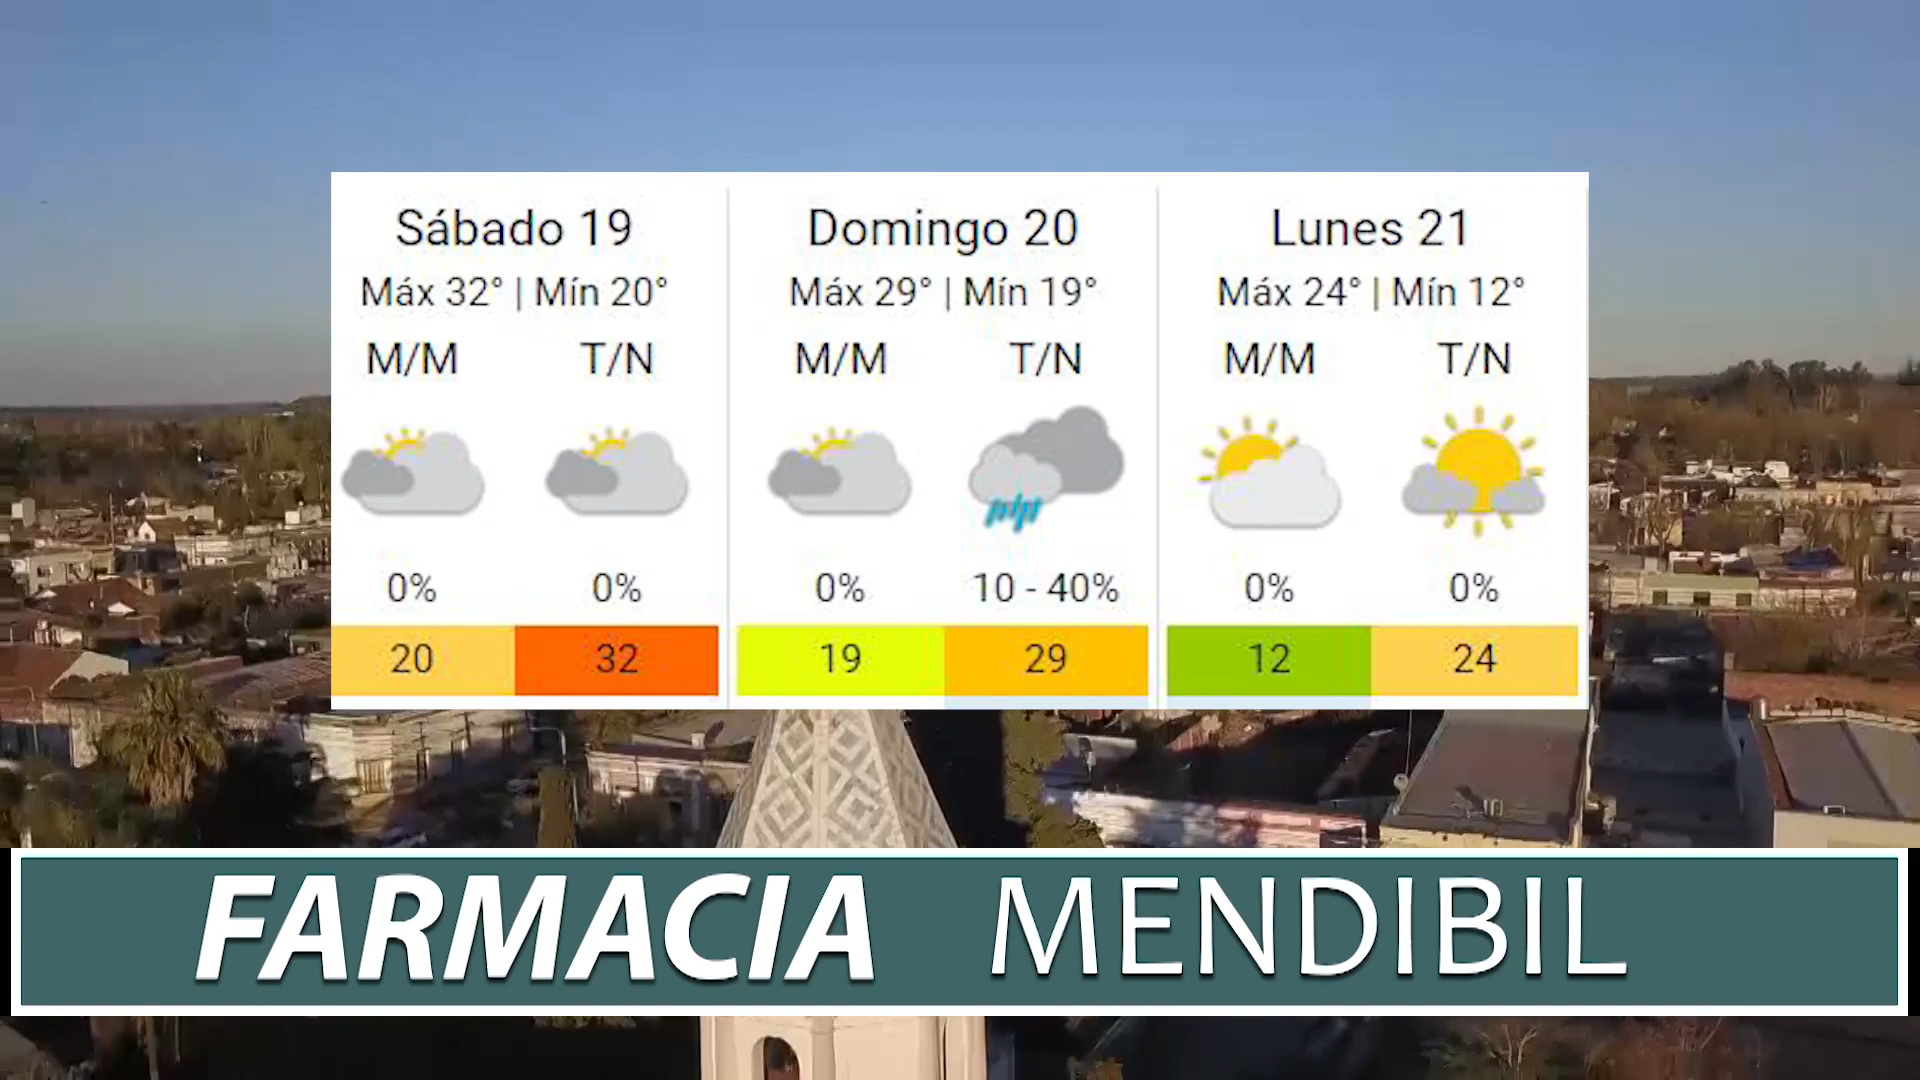 Sábado 19
Máx 32° | Mín 20°
M/M T/N
0% 0%
20 32
Domingo 20
Máx 29° | Mín 19°
M/M T/N
0% 10 - 40%
19 29
Lunes 21
Máx 24° | Mín 12°
M/M T/N
0% 0%
12 24
FARMACIA MENDIBIL